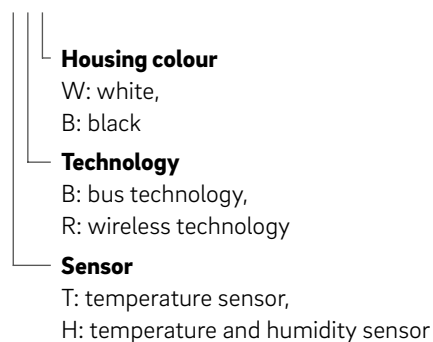 Housing colour
W: white,
B: black
Technology
B: bus technology,
R: wireless technology
Sensor
T: temperature sensor,
H: temperature and humidity sensor